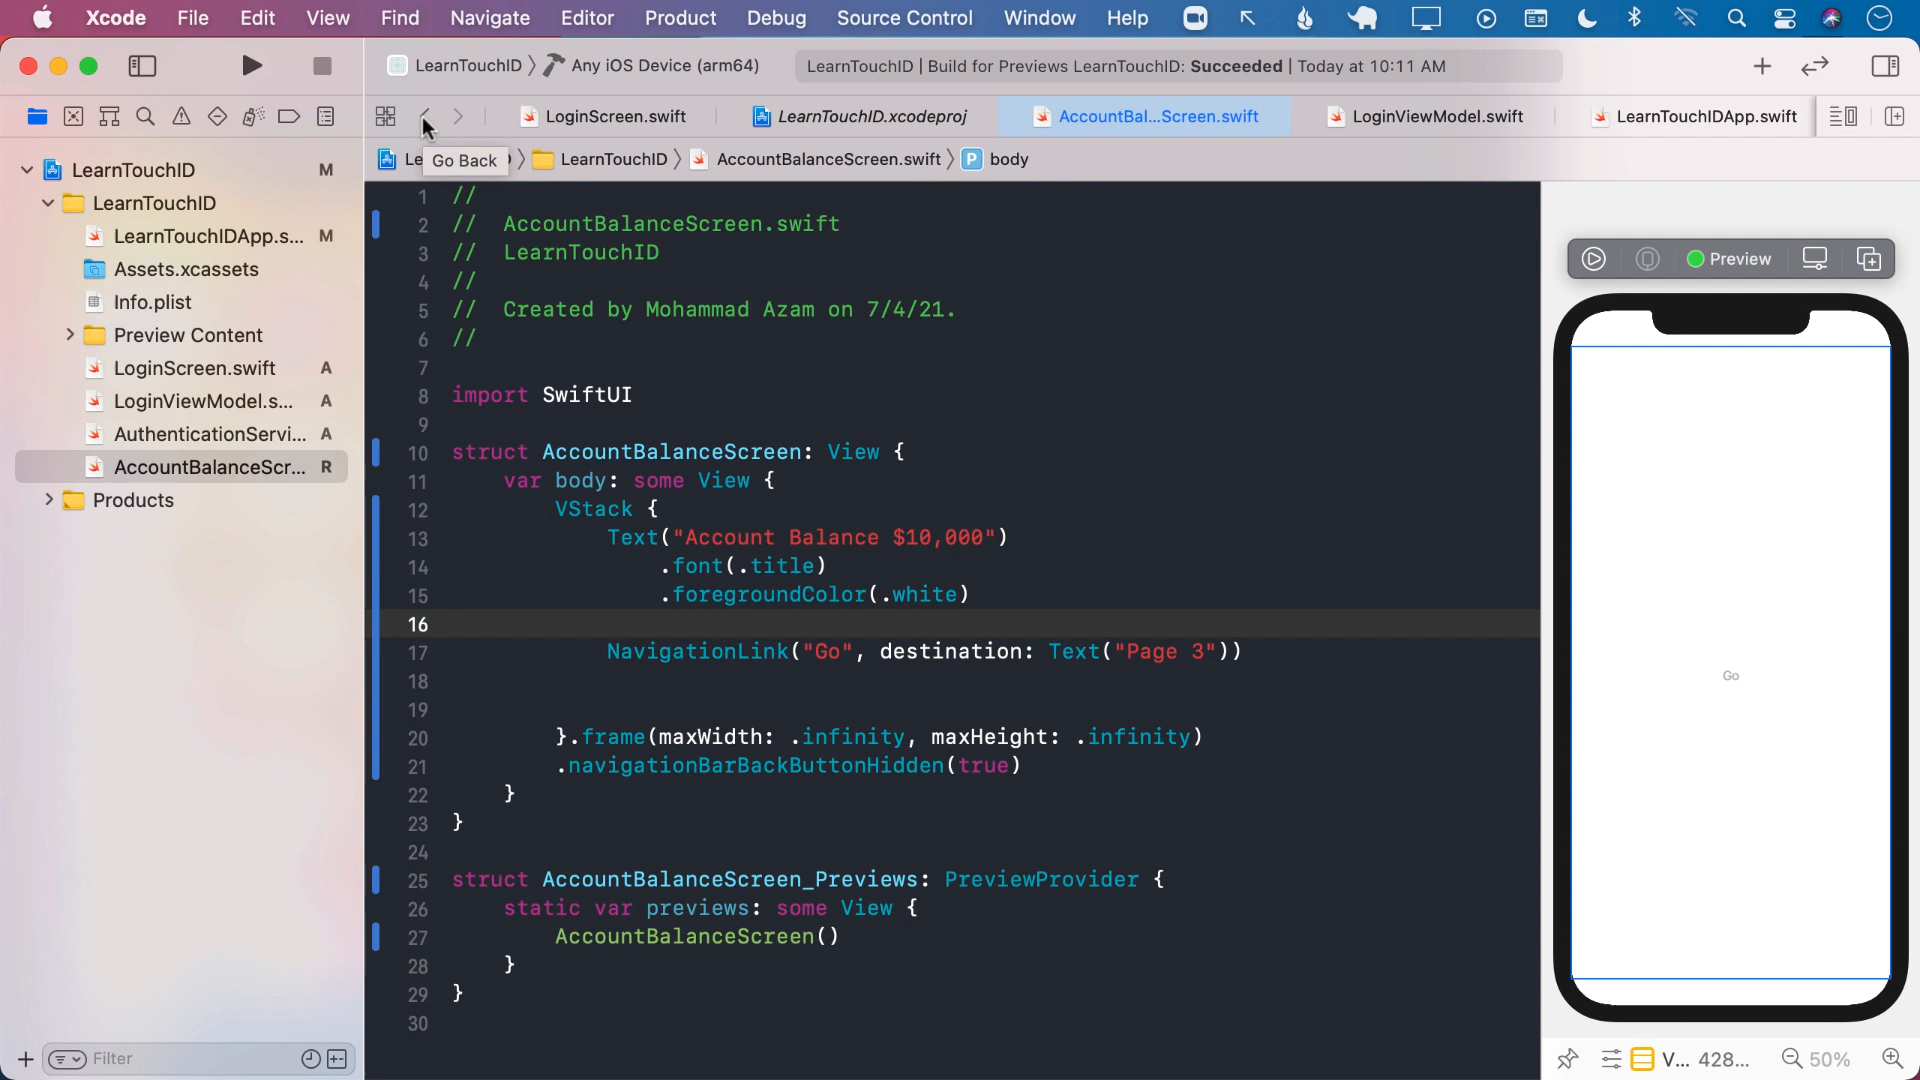 Xcode File Edit View Find Navigate Editor Product Debug Source Control Window Help
LearnTouchID 〉 Any iOS Device (arm64)
LearnTouchID | Build for Previews LearnTouchID: Succeeded | Today at 10:11 AM
LoginScreen.swift
LearnTouchID.xcodeproj
AccountBal...Screen.swift
LoginViewModel.swift
LearnTouchIDApp.swift
Go Back
Le 〉 LearnTouchID 〉 AccountBalanceScreen.swift 〉 P body
LearnTouchID M
LearnTouchID
LearnTouchIDApp.s... M
Assets.xcassets
Info.plist
Preview Content
LoginScreen.swift A
LoginViewModel.s... A
AuthenticationServi... A
AccountBalanceScr... R
Products
Filter
1 //
2 //  AccountBalanceScreen.swift
3 //  LearnTouchID
4 //
5 //  Created by Mohammad Azam on 7/4/21.
6 //
7
8 import SwiftUI
9
10 struct AccountBalanceScreen: View {
11     var body: some View {
12         VStack {
13             Text("Account Balance $10,000")
14                 .font(.title)
15                 .foregroundColor(.white)
16
17             NavigationLink("Go", destination: Text("Page 3"))
18
19
20         }.frame(maxWidth: .infinity, maxHeight: .infinity)
21         .navigationBarBackButtonHidden(true)
22     }
23 }
24
25 struct AccountBalanceScreen_Previews: PreviewProvider {
26     static var previews: some View {
27         AccountBalanceScreen()
28     }
29 }
30
Preview
Go
V... 428... 50%